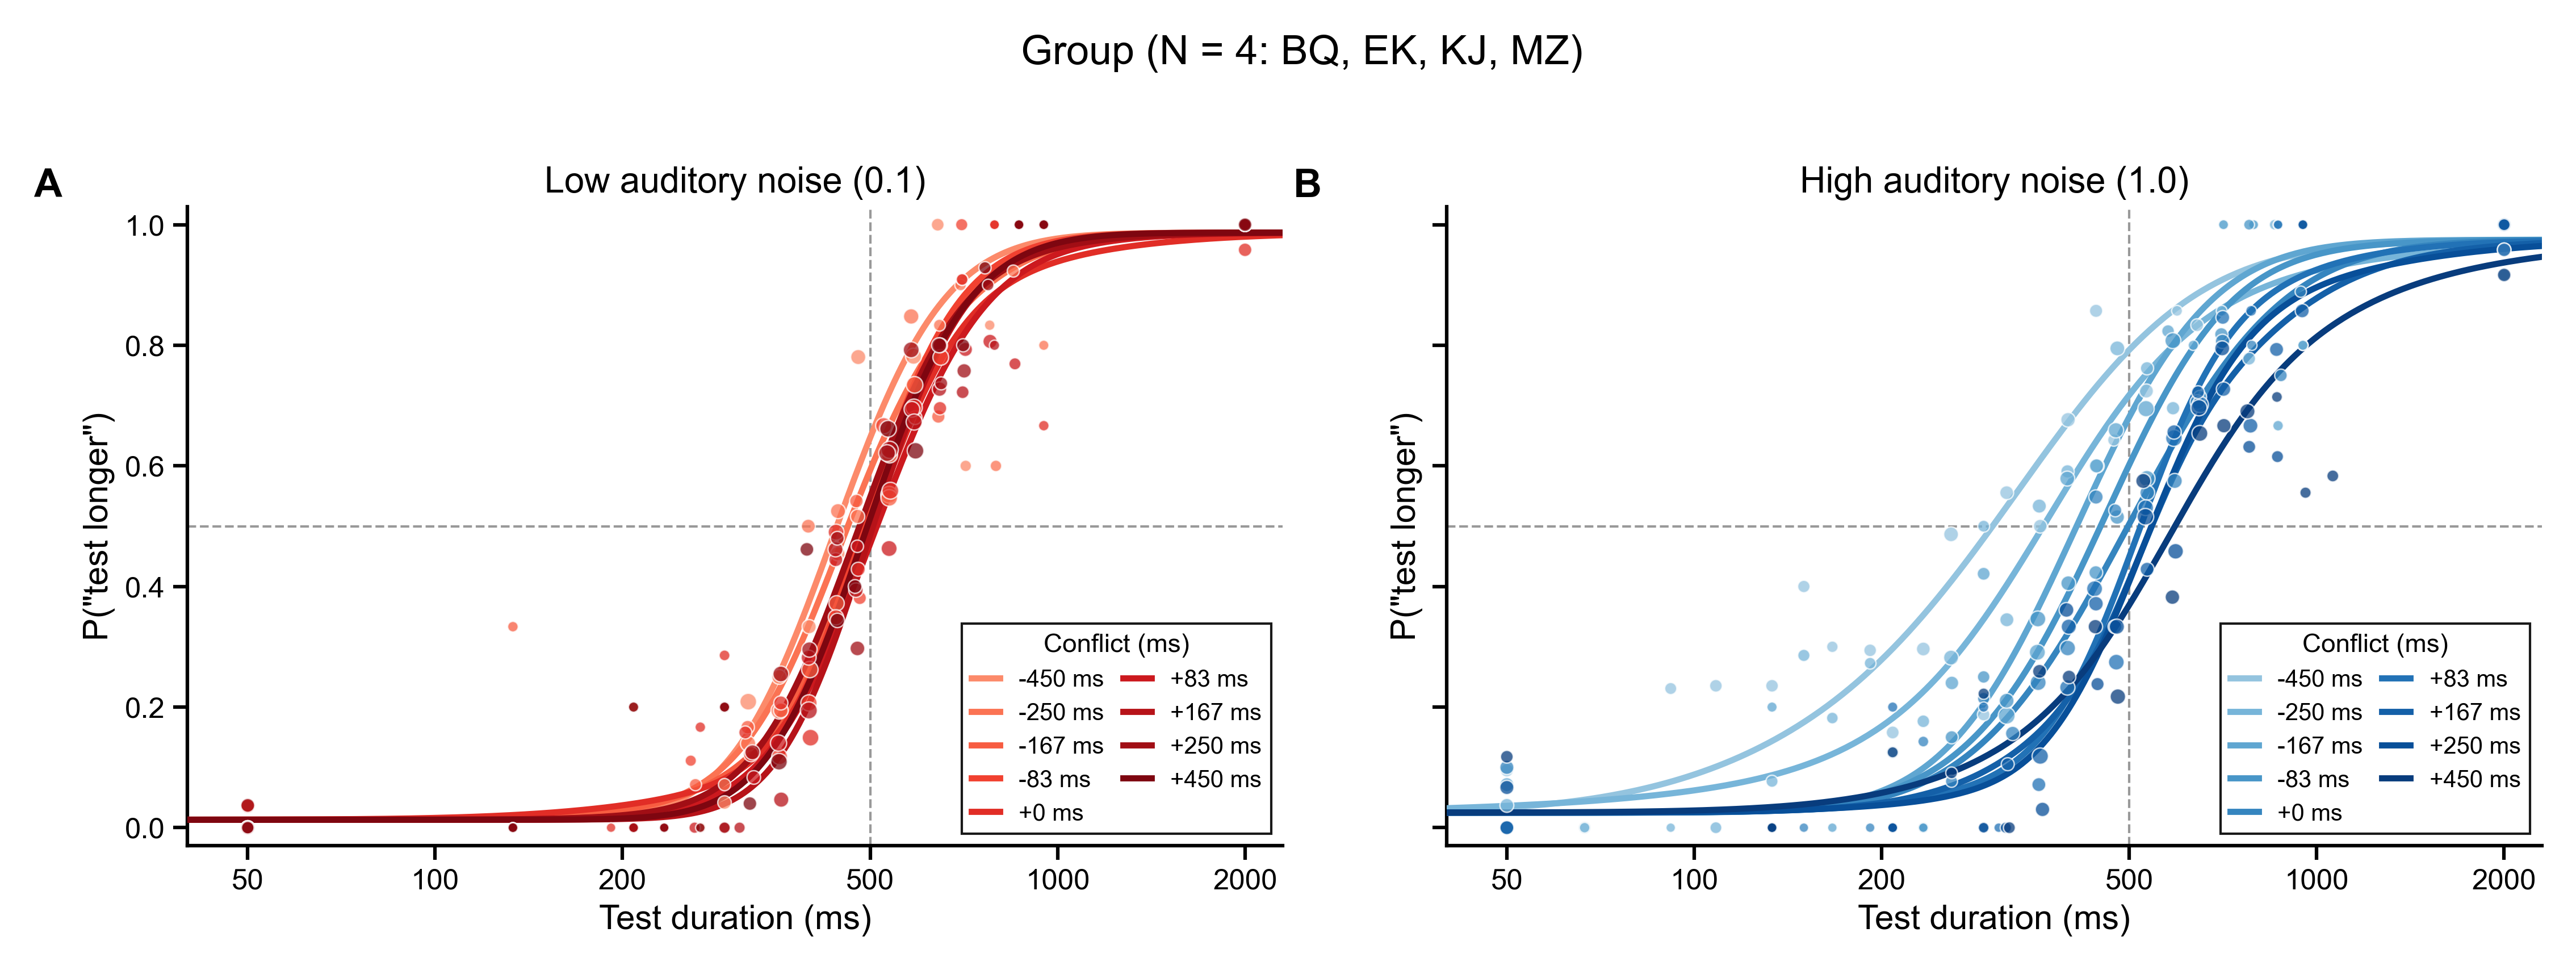 Group (N = 4: BQ, EK, KJ, MZ)
A
Low auditory noise (0.1)
P("test longer")
1.0
0.8
0.6
0.4
0.2
0.0
50
100
200
500
1000
2000
Test duration (ms)
Conflict (ms)
-450 ms
-250 ms
-167 ms
-83 ms
+0 ms
+83 ms
+167 ms
+250 ms
+450 ms
B
High auditory noise (1.0)
P("test longer")
50
100
200
500
1000
2000
Test duration (ms)
Conflict (ms)
-450 ms
-250 ms
-167 ms
-83 ms
+0 ms
+83 ms
+167 ms
+250 ms
+450 ms